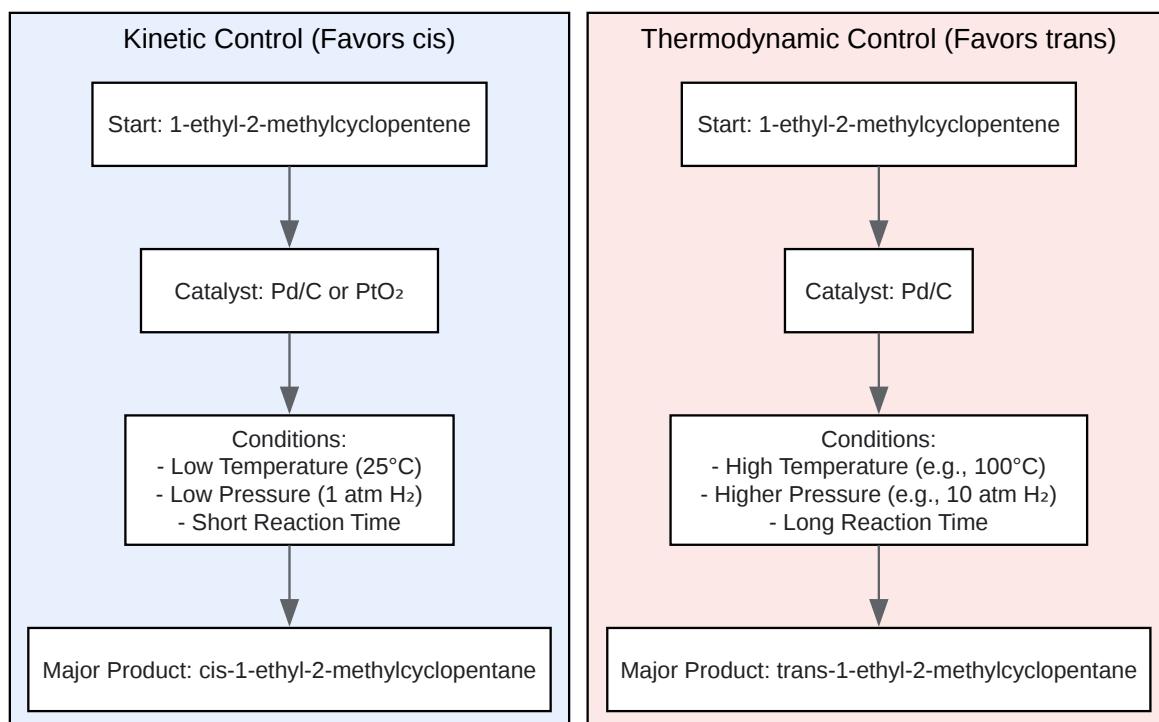 Kinetic Control (Favors cis)
Start: 1-ethyl-2-methylcyclopentene
Catalyst: Pd/C or PtO₂
Conditions:
- Low Temperature (25°C)
- Low Pressure (1 atm H₂)
- Short Reaction Time
Major Product: cis-1-ethyl-2-methylcyclopentane
Thermodynamic Control (Favors trans)
Start: 1-ethyl-2-methylcyclopentene
Catalyst: Pd/C
Conditions:
- High Temperature (e.g., 100°C)
- Higher Pressure (e.g., 10 atm H₂)
- Long Reaction Time
Major Product: trans-1-ethyl-2-methylcyclopentane